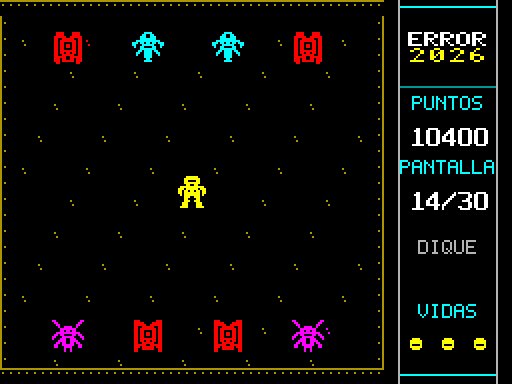 ERROR
2026
PUNTOS
10400
PANTALLA
14/30
DIQUE
VIDAS